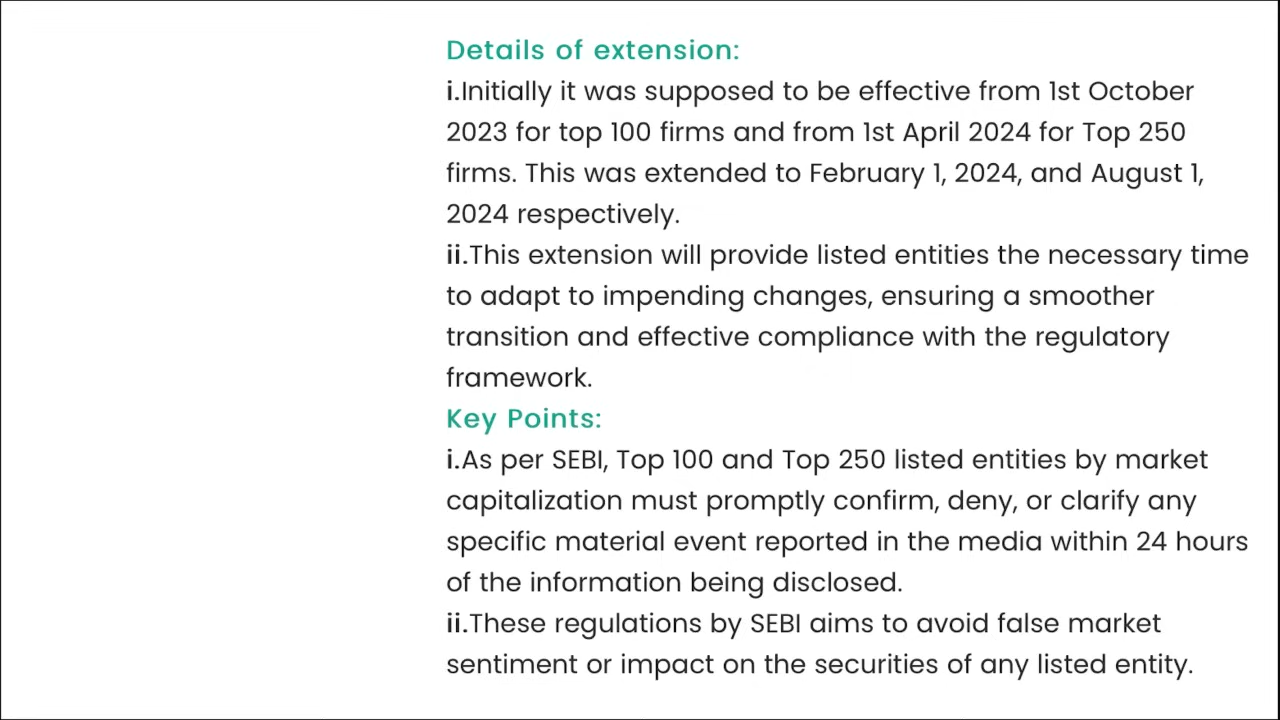 Details of extension:
i.Initially it was supposed to be effective from 1st October
2023 for top 100 firms and from 1st April 2024 for Top 250
firms. This was extended to February 1, 2024, and August 1,
2024 respectively.
ii.This extension will provide listed entities the necessary time
to adapt to impending changes, ensuring a smoother
transition and effective compliance with the regulatory
framework.
Key Points:
i.As per SEBI, Top 100 and Top 250 listed entities by market
capitalization must promptly confirm, deny, or clarify any
specific material event reported in the media within 24 hours
of the information being disclosed.
ii.These regulations by SEBI aims to avoid false market
sentiment or impact on the securities of any listed entity.